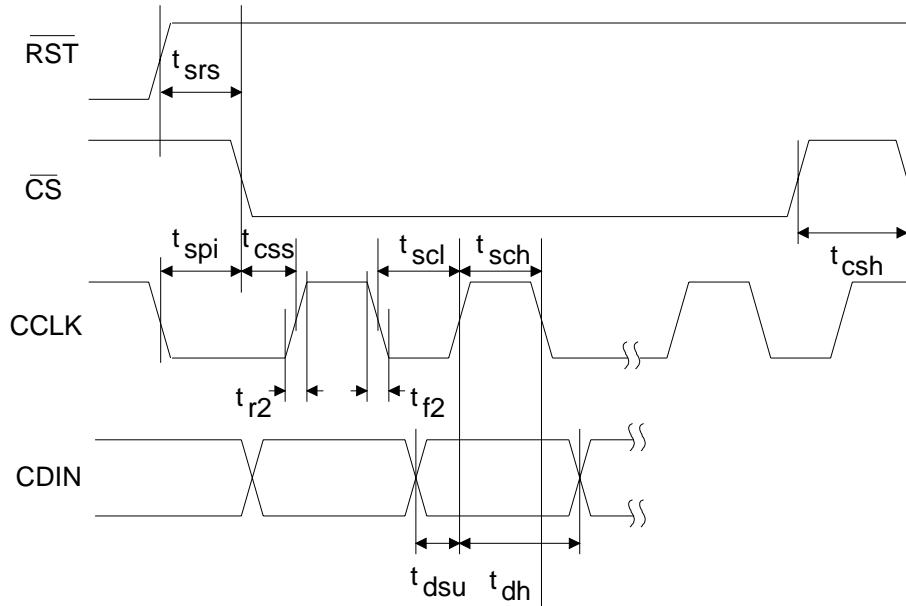 RST
t srs
CS
t spi
t css
t scl
t sch
t csh
CCLK
t r2
t f2
CDIN
t dsu
t dh